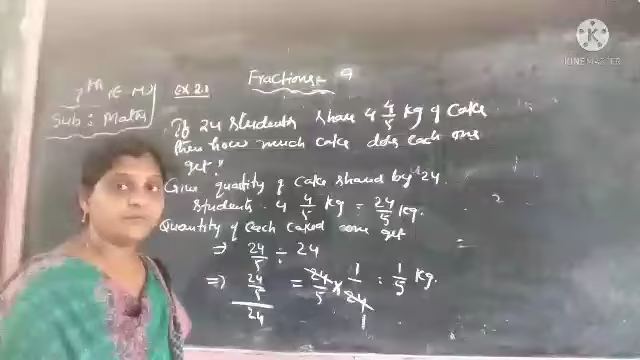 Fractions - 9
7th E M
Sub: Maths
Ex 2.1
If 24 students share 4 4/5 kg of cake
then how much cake does each one
get?
Give quantity of cake shared by 24
students - 4 4/5 kg = 24/5 kg.
Quantity of each caked one get
⇒ 24/5 ÷ 24
⇒ 24/5 / 24 = 24/5 × 1/24 = 1/5 kg.
1
KINEMASTER